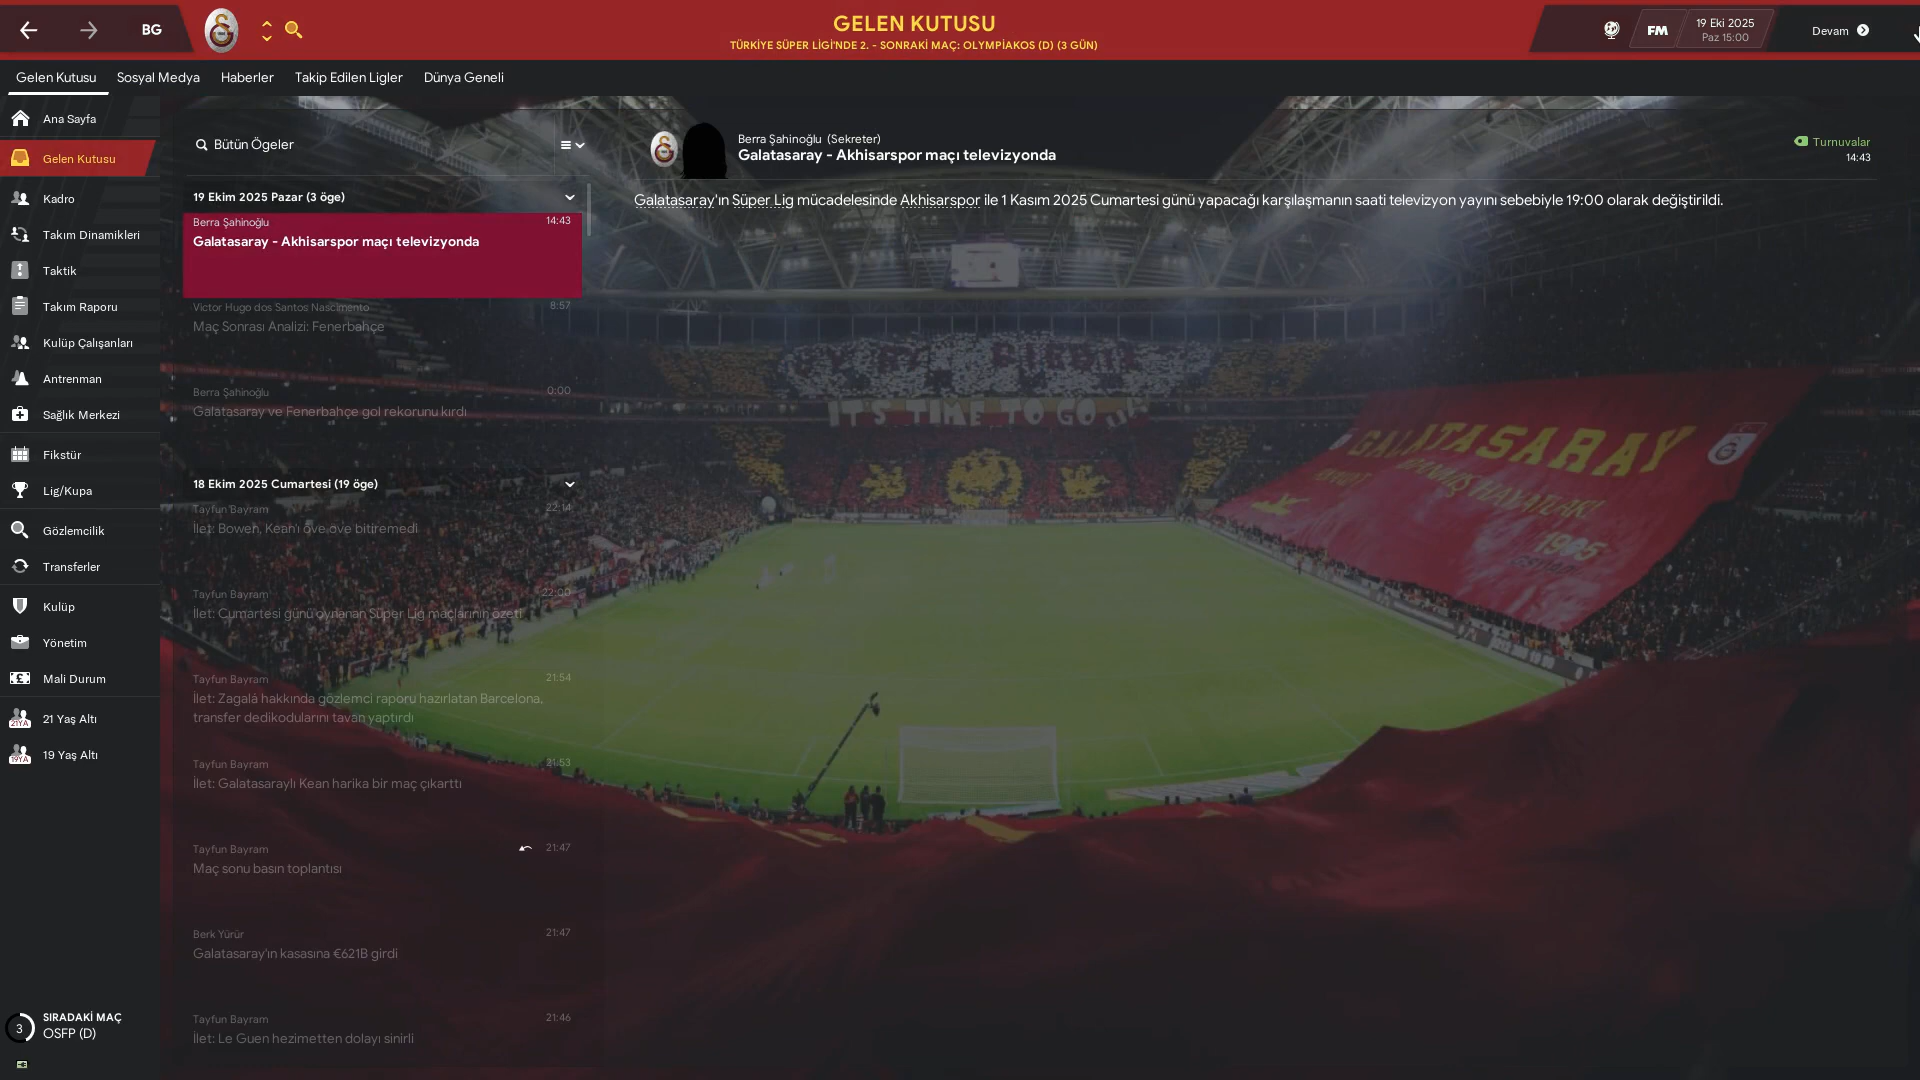 BG
GELEN KUTUSU
TÜRKİYE SÜPER LİGİ'NDE 2. - SONRAKİ MAÇ: OLYMPİAKOS (D) (3 GÜN)
FM
19 Eki 2025
Paz 15:00
Devam
Gelen Kutusu
Sosyal Medya
Haberler
Takip Edilen Ligler
Dünya Geneli
Ana Sayfa
Gelen Kutusu
Kadro
Takım Dinamikleri
Taktik
Takım Raporu
Kulüp Çalışanları
Antrenman
Sağlık Merkezi
Fikstür
Lig/Kupa
Gözlemcilik
Transferler
Kulüp
Yönetim
Mali Durum
21YA
21 Yaş Altı
19YA
19 Yaş Altı
3
SIRADAKİ MAÇ
OSFP (D)
Bütün Ögeler
19 Ekim 2025 Pazar (3 öge)
Berra Şahinoğlu 14:43
Galatasaray - Akhisarspor maçı televizyonda
Victor Hugo dos Santos Nascimento 8:57
Maç Sonrası Analizi: Fenerbahçe
Berra Şahinoğlu 0:00
Galatasaray ve Fenerbahçe gol rekorunu kırdı
18 Ekim 2025 Cumartesi (19 öge)
Tayfun Bayram 22:14
İlet: Bowen, Kean'ı öve öve bitiremedi
Tayfun Bayram 22:00
İlet: Cumartesi günü oynanan Süper Lig maçlarının özeti
Tayfun Bayram 21:54
İlet: Zagalá hakkında gözlemci raporu hazırlatan Barcelona,
transfer dedikodularını tavan yaptırdı
Tayfun Bayram 21:53
İlet: Galatasaraylı Kean harika bir maç çıkarttı
Tayfun Bayram 21:47
Maç sonu basın toplantısı
Berk Yürür 21:47
Galatasaray'ın kasasına €621B girdi
Tayfun Bayram 21:46
İlet: Le Guen hezimetten dolayı sinirli
Berra Şahinoğlu (Sekreter)
Galatasaray - Akhisarspor maçı televizyonda
Turnuvalar
14:43
Galatasaray'ın Süper Lig mücadelesinde Akhisarspor ile 1 Kasım 2025 Cumartesi günü yapacağı karşılaşmanın saati televizyon yayını sebebiyle 19:00 olarak değiştirildi.
IT'S TIME TO GO
GALATASARAY
1905